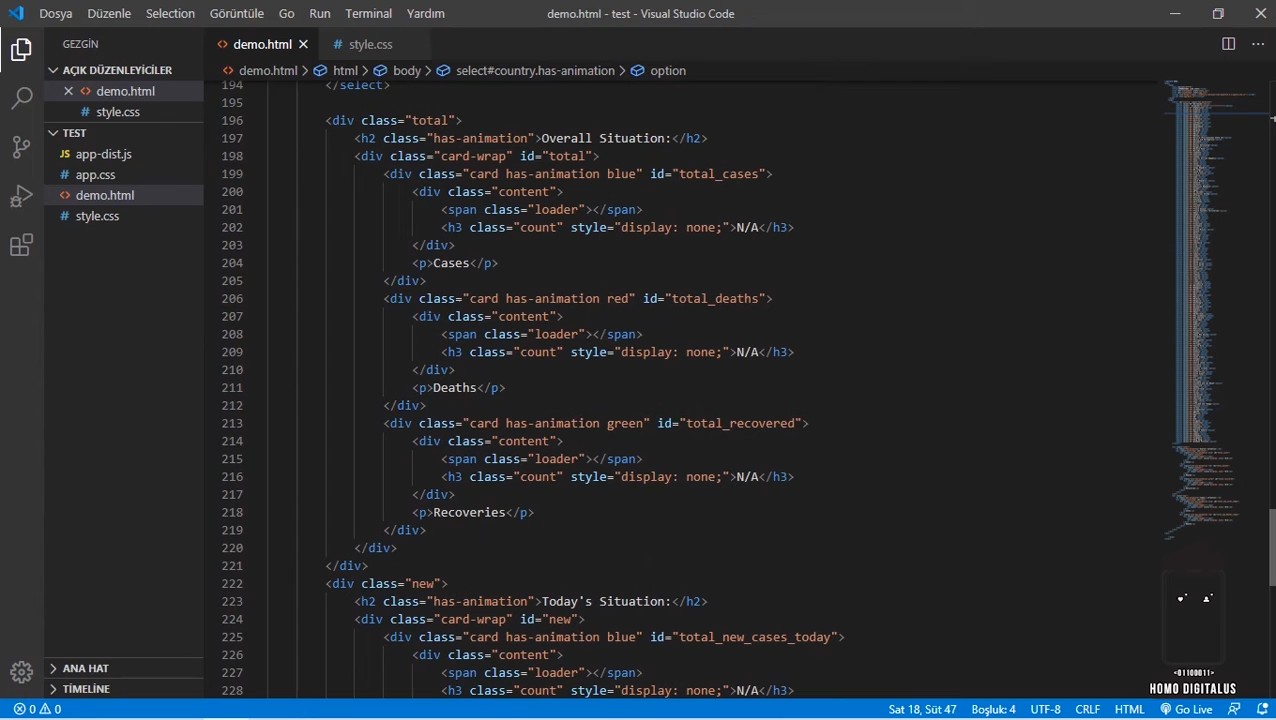 Dosya Düzenle Selection Görüntüle Go Run Terminal Yardım demo.html - test - Visual Studio Code
GEZGİN
AÇIK DÜZENLEYİCİLER
demo.html
style.css
TEST
app-dist.js
app.css
demo.html
style.css
ANA HAT
TİMELİNE
demo.html style.css
demo.html > html > body > select#country.has-animation > option
194 </select>
195
196 <div class="total">
197 <h2 class="has-animation">Overall Situation:</h2>
198 <div class="card-wrap" id="total">
199 <div class="card has-animation blue" id="total_cases">
200 <div class="content">
201 <span class="loader"></span>
202 <h3 class="count" style="display: none;">N/A</h3>
203 </div>
204 <p>Cases</p>
205 </div>
206 <div class="card has-animation red" id="total_deaths">
207 <div class="content">
208 <span class="loader"></span>
209 <h3 class="count" style="display: none;">N/A</h3>
210 </div>
211 <p>Deaths</p>
212 </div>
213 <div class="card has-animation green" id="total_recovered">
214 <div class="content">
215 <span class="loader"></span>
216 <h3 class="count" style="display: none;">N/A</h3>
217 </div>
218 <p>Recoveries</p>
219 </div>
220 </div>
221 </div>
222 <div class="new">
223 <h2 class="has-animation">Today's Situation:</h2>
224 <div class="card-wrap" id="new">
225 <div class="card has-animation blue" id="total_new_cases_today">
226 <div class="content">
227 <span class="loader"></span>
228 <h3 class="count" style="display: none;">N/A</h3>
<01100011>
HOMO DIGITALUS
0 0 Sat 18, Süt 47 Boşluk: 4 UTF-8 CRLF HTML Go Live